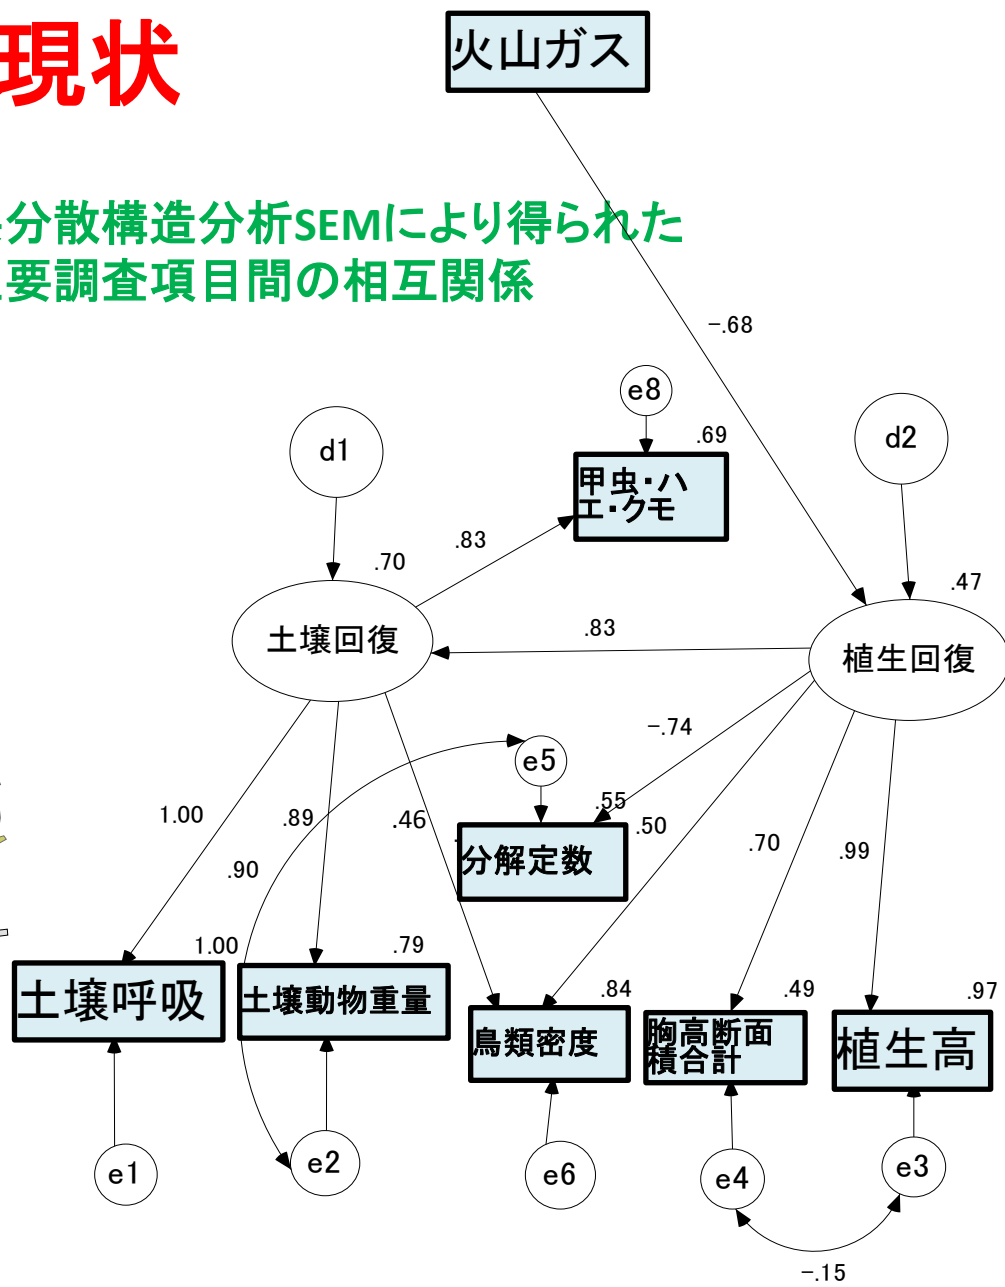 現状
火山ガス
分散構造分析SEMにより得られた
要調査項目間の相互関係
-.68
e8
.69
d1
d2
甲虫・ハ
エ・クモ
.83
.70
.47
土壌回復
.83
植生回復
-.74
e5
.55
1.00
.89
.46
.50
.70
.99
分解定数
.90
1.00
.79
土壌呼吸
土壌動物重量
.84
.49
.97
鳥類密度
胸高断面
積合計
植生高
e1
e2
e6
e4
e3
-.15